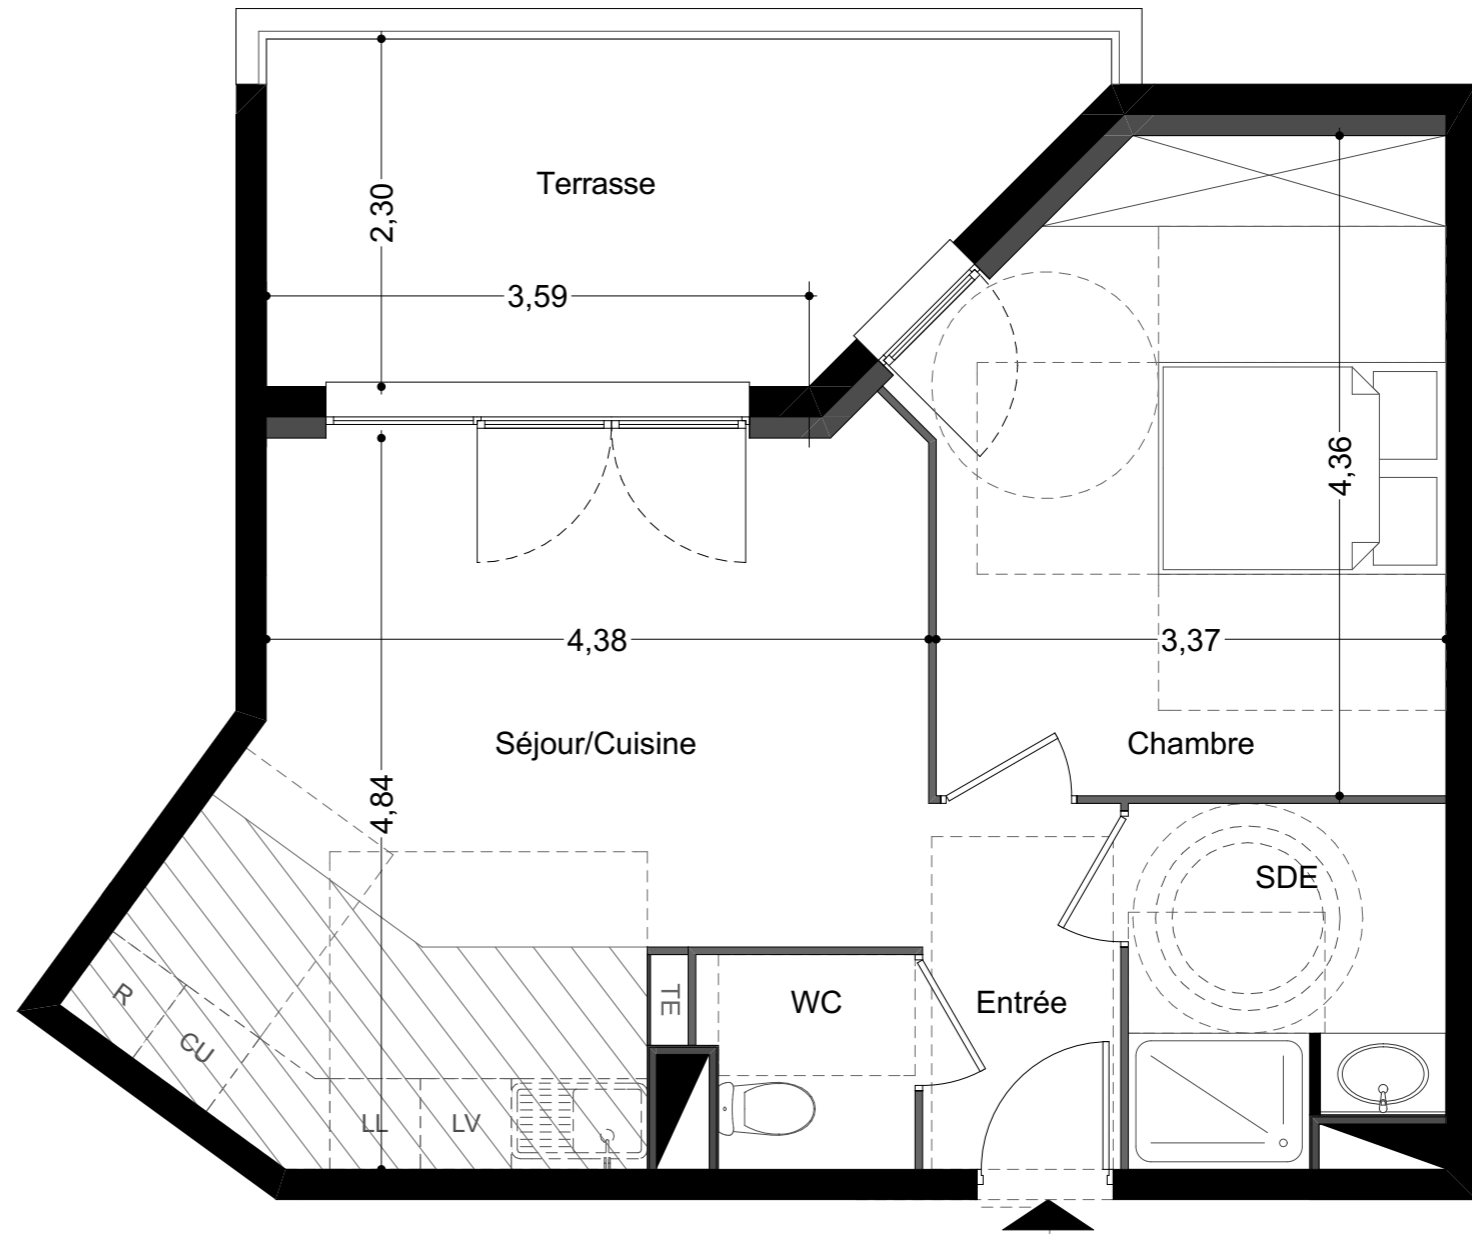 Terrasse
2,30
3,59
4,36
4,38
3,37
Séjour/Cuisine
Chambre
4,84
SDE
R
CU
TE
WC
Entrée
LL
LV